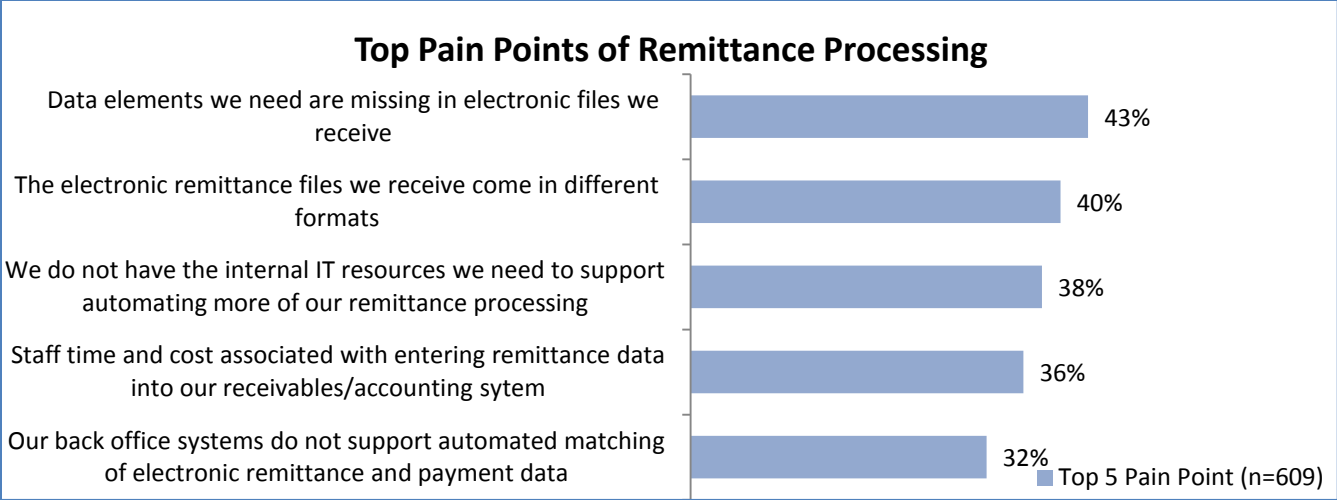 Top Pain Points of Remittance Processing
Data elements we need are missing in electronic files we
receive
43%
The electronic remittance files we receive come in different
formats
40%
We do not have the internal IT resources we need to support
automating more of our remittance processing
38%
Staff time and cost associated with entering remittance data
into our receivables/accounting sytem
36%
Our back office systems do not support automated matching
of electronic remittance and payment data
32%
Top 5 Pain Point (n=609)